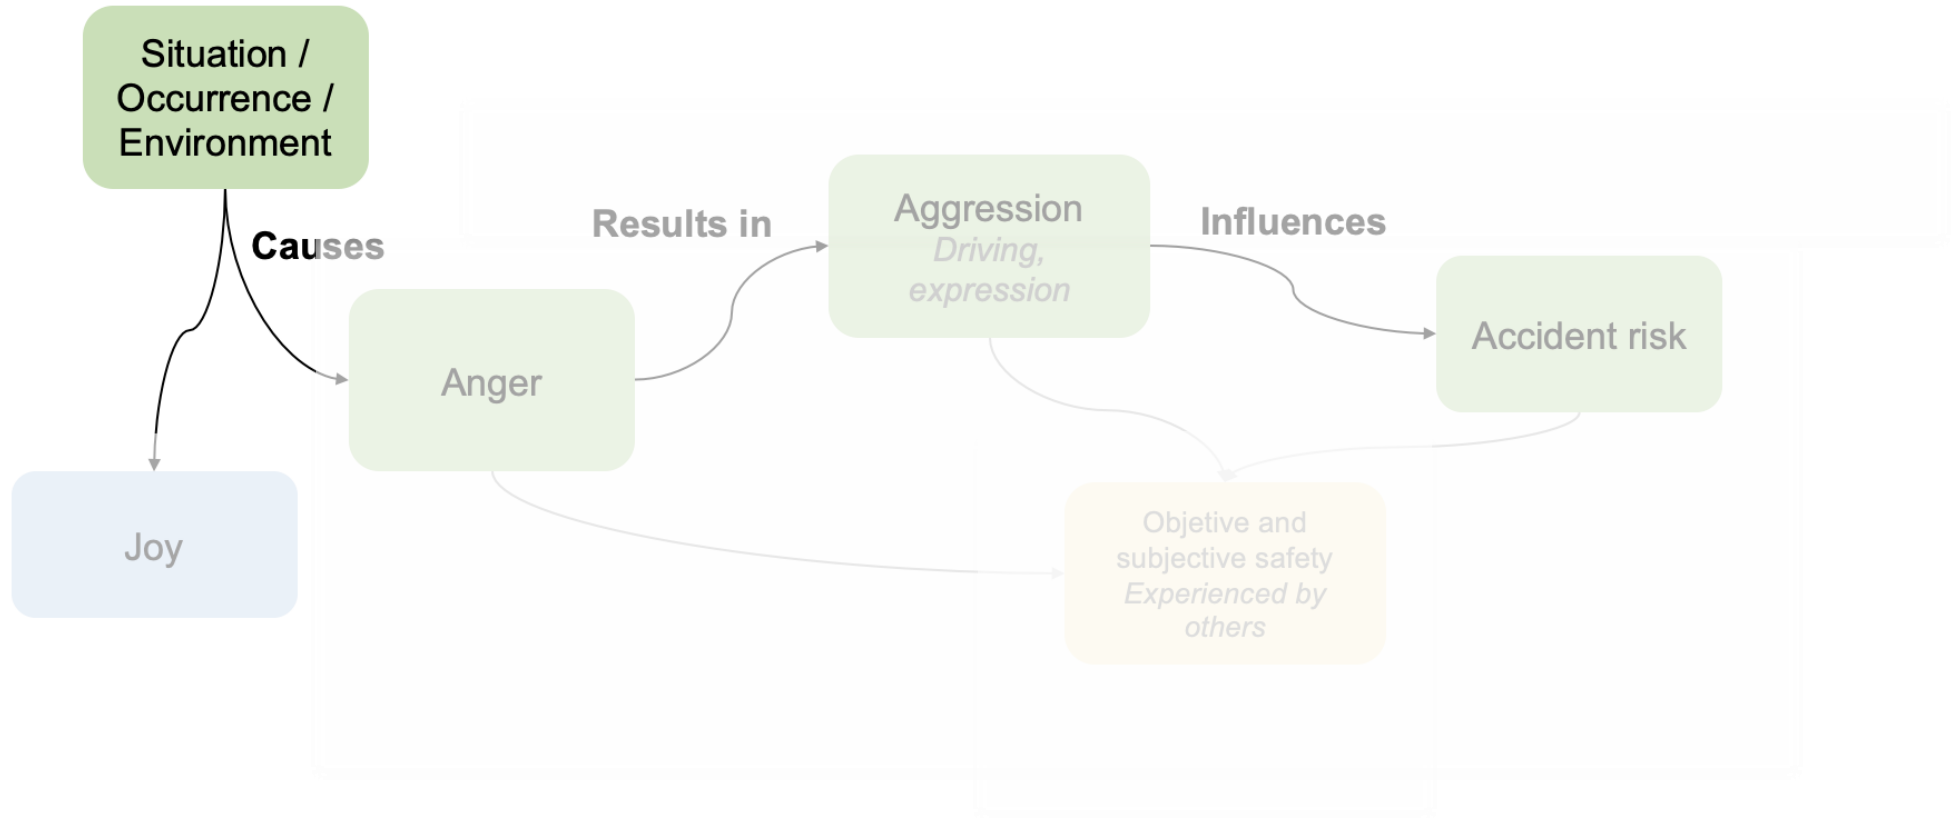 Situation /
Occurrence /
Environment
Causes
Results in
Aggression
Driving,
expression
Influences
Accident risk
Anger
Joy
Objetive and
subjective safety
Experienced by
others